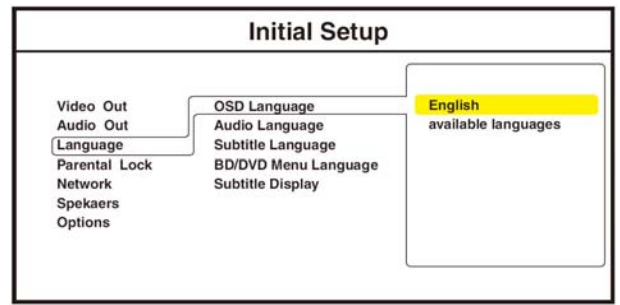 Initial Setup
Video Out
Audio Out
Language
Parental Lock
Network
Spekaers
Options
OSD Language
Audio Language
Subtitle Language
BD/DVD Menu Language
Subtitle Display
English
available languages